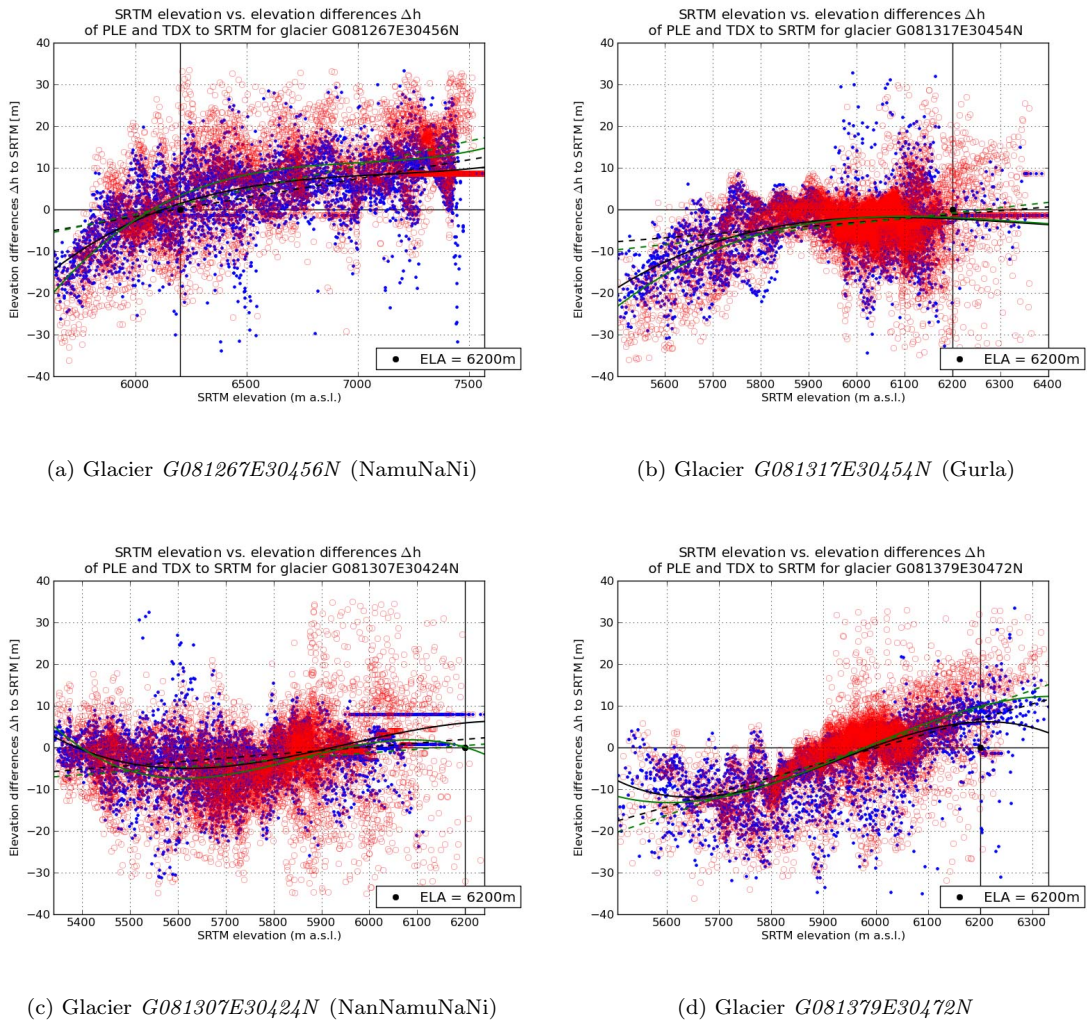 SRTM elevation vs. elevation differences Δh
of PLE and TDX to SRTM for glacier G081267E30456N
Elevation differences Δh to SRTM [m]
40
30
20
10
0
−10
−20
−30
−40
ELA = 6200m
6000
6500
7000
7500
SRTM elevation (m a.s.l.)
(a) Glacier G081267E30456N (NamuNaNi)
SRTM elevation vs. elevation differences Δh
of PLE and TDX to SRTM for glacier G081317E30454N
Elevation differences Δh to SRTM [m]
40
30
20
10
0
−10
−20
−30
−40
ELA = 6200m
5600
5700
5800
5900
6000
6100
6200
6300
6400
SRTM elevation (m a.s.l.)
(b) Glacier G081317E30454N (Gurla)
SRTM elevation vs. elevation differences Δh
of PLE and TDX to SRTM for glacier G081307E30424N
Elevation differences Δh to SRTM [m]
40
30
20
10
0
−10
−20
−30
−40
ELA = 6200m
5400
5500
5600
5700
5800
5900
6000
6100
6200
SRTM elevation (m a.s.l.)
(c) Glacier G081307E30424N (NanNamuNaNi)
SRTM elevation vs. elevation differences Δh
of PLE and TDX to SRTM for glacier G081379E30472N
Elevation differences Δh to SRTM [m]
40
30
20
10
0
−10
−20
−30
−40
ELA = 6200m
5600
5700
5800
5900
6000
6100
6200
6300
SRTM elevation (m a.s.l.)
(d) Glacier G081379E30472N